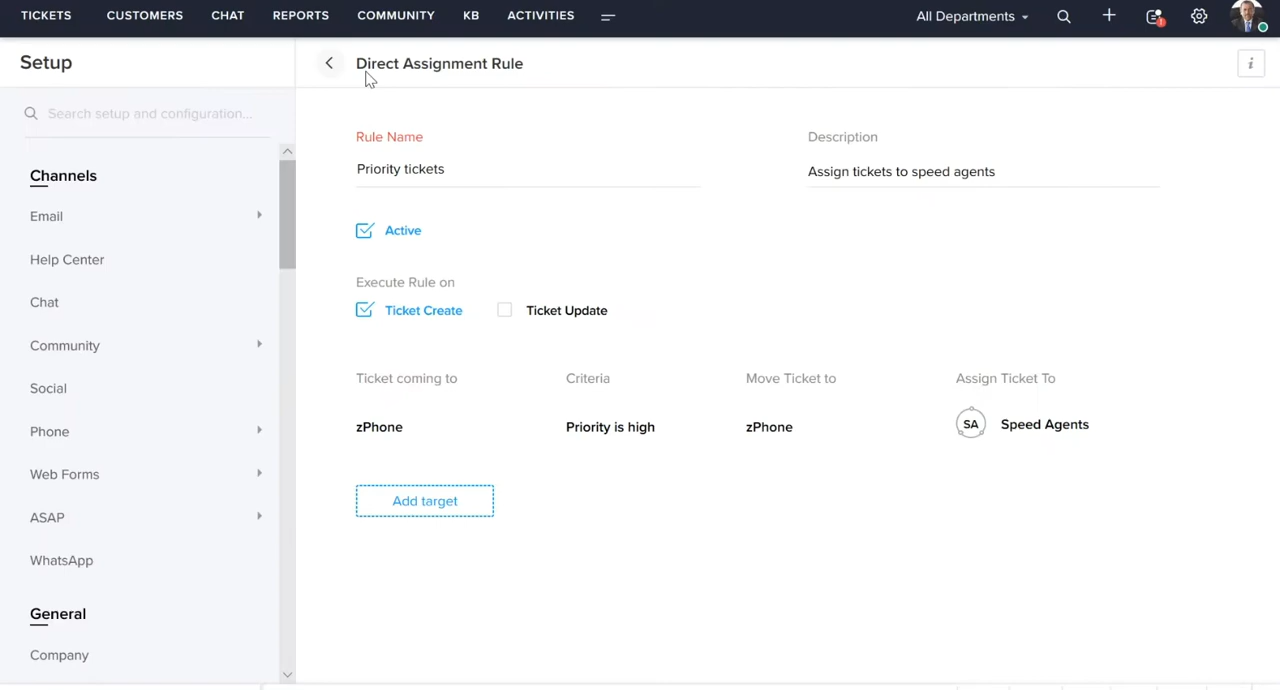 TICKETS CUSTOMERS CHAT REPORTS COMMUNITY KB ACTIVITIES All Departments
Setup
Direct Assignment Rule
i
Search setup and configuration...
Rule Name
Description
Priority tickets
Assign tickets to speed agents
Channels
Email
Help Center
Chat
Community
Social
Phone
Web Forms
ASAP
WhatsApp
General
Company
Active
Execute Rule on
Ticket Create
Ticket Update
Ticket coming to
Criteria
Move Ticket to
Assign Ticket To
zPhone
Priority is high
zPhone
SA Speed Agents
Add target